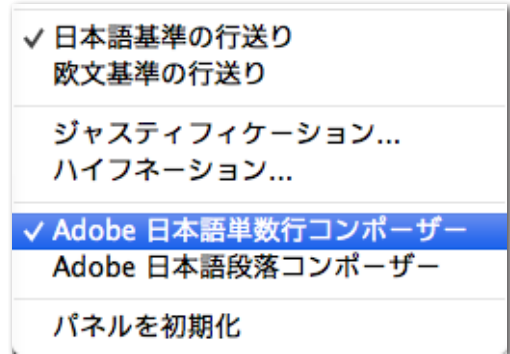 ✓日本語基準の行送り
欧文基準の行送り
ジャスティフィケーション...
ハイフネーション...
✓Adobe 日本語単数行コンポーザー
Adobe 日本語段落コンポーザー
パネルを初期化